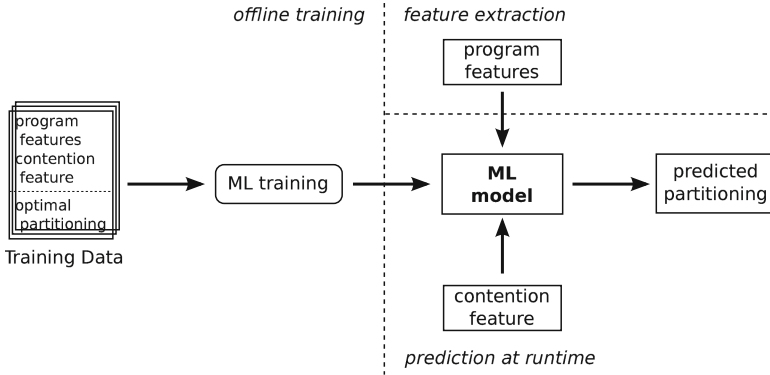 offline training
feature extraction
program
features
program
features
contention
feature
optimal
partitioning
Training Data
ML training
ML
model
predicted
partitioning
contention
feature
prediction at runtime